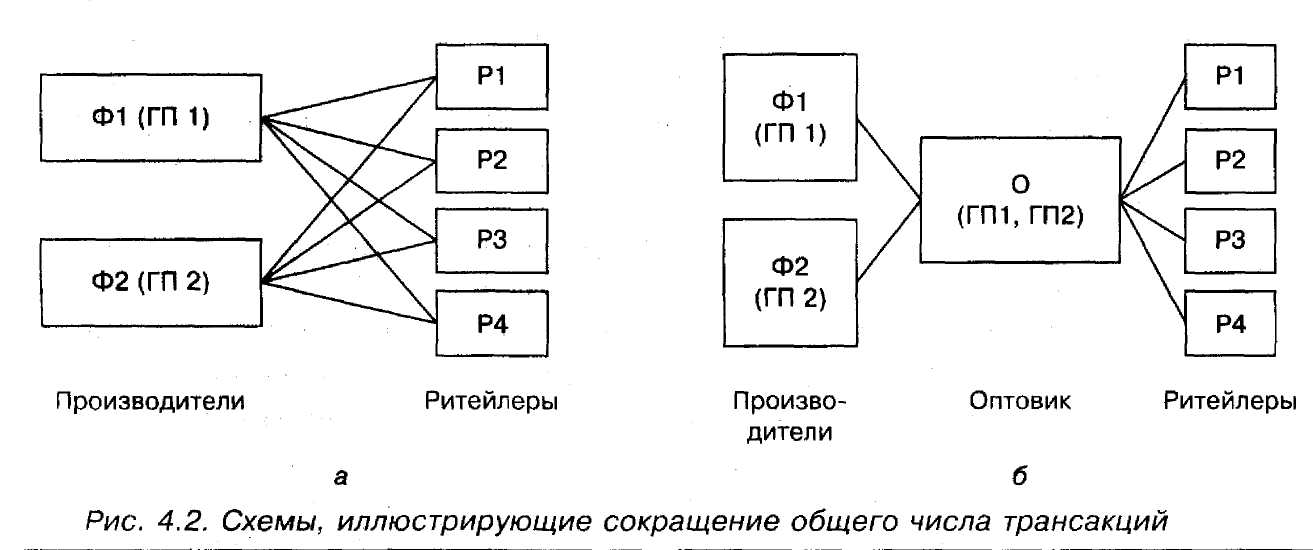 Ф1 (ГП 1)
Ф2 (ГП 2)
Р1
Р2
Р3
Р4
Производители
Ритейлеры
а
Ф1
(ГП 1)
Ф2
(ГП 2)
О
(ГП1, ГП2)
Р1
Р2
Р3
Р4
Произво-
дители
Оптовик
Ритейлеры
б
Рис. 4.2. Схемы, иллюстрирующие сокращение общего числа трансакций